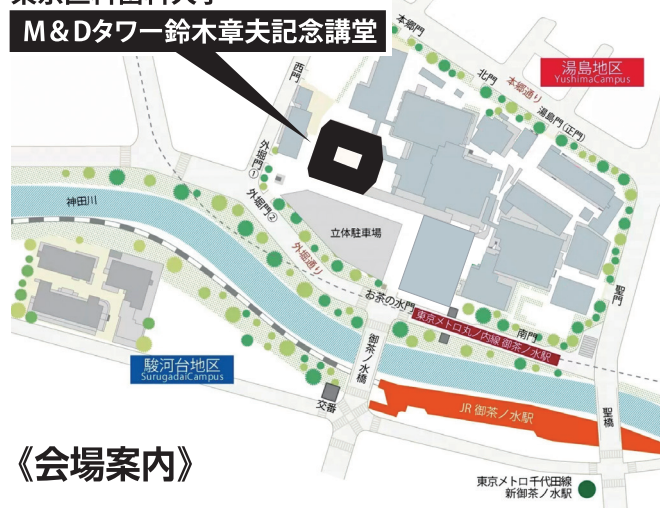 M&Dタワー鈴木章夫記念講堂
本郷門
北門
本郷通り
湯島門(正門)
湯島地区
YushimaCampus
西門
外堀門①
外堀門②
外堀通り
神田川
立体駐車場
お茶の水門
東京メトロ丸ノ内線 御茶ノ水駅
南門
聖門
御茶ノ水橋
駿河台地区
SurugadaiCampus
交番
JR 御茶ノ水駅
聖橋
《会場案内》
東京メトロ千代田線
新御茶ノ水駅